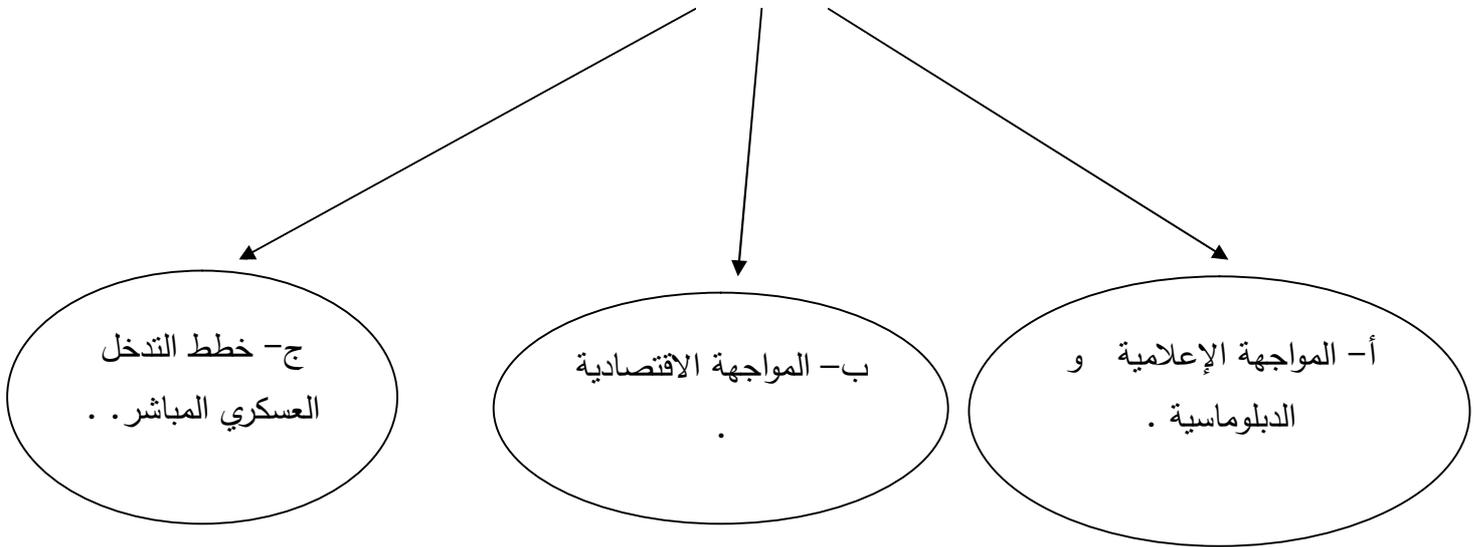 أ- المواجهة الإعلامية و
الدبلوماسية .
ب- المواجهة الاقتصادية
.
ج- خطط التدخل
العسكري المباشر . .